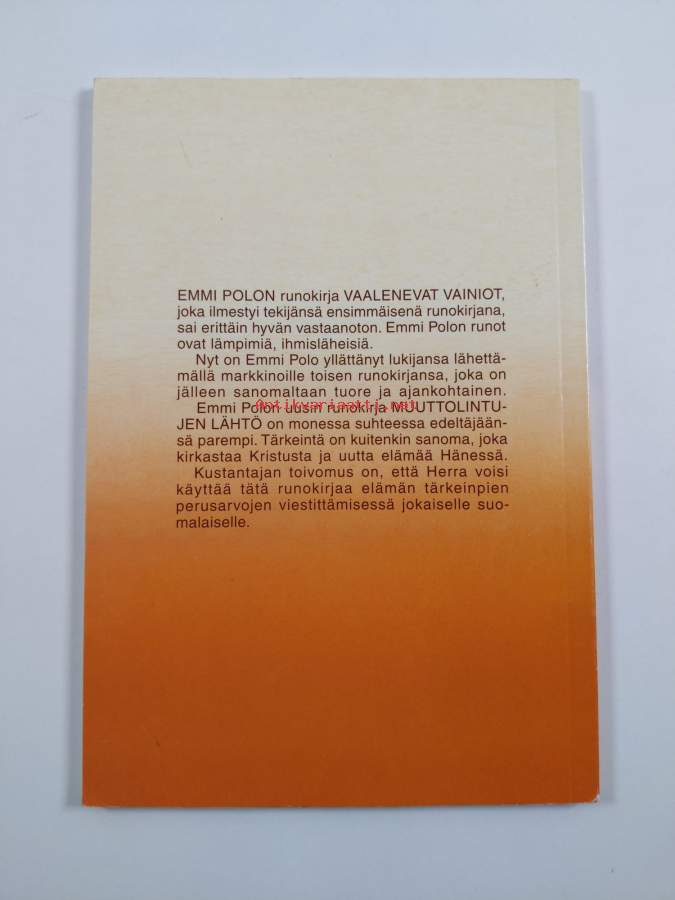 EMMI POLON runokirja VAALENEVAT VAINIOT,
joka ilmestyi tekijänsä ensimmäisenä runokirjana,
sai erittäin hyvän vastaanoton. Emmi Polon runot
ovat lämpimiä, ihmisläheisiä.
Nyt on Emmi Polo yllättänyt lukijansa lähettä-
mällä markkinoille toisen runokirjansa, joka on
jälleen sanomaltaan tuore ja ajankohtainen.
Antikvariaatti.com
Emmi Polon uusin runokirja MUUTTOLINTU-
JEN LÄHTÖ on monessa suhteessa edeltäjään-
sä parempi. Tärkeintä on kuitenkin sanoma, joka
kirkastaa Kristusta ja uutta elämää Hänessä.
Kustantajan toivomus on, että Herra voisi
käyttää tätä runokirjaa elämän tärkeinpien
perusarvojen viestittämisessä jokaiselle suo-
malaiselle.